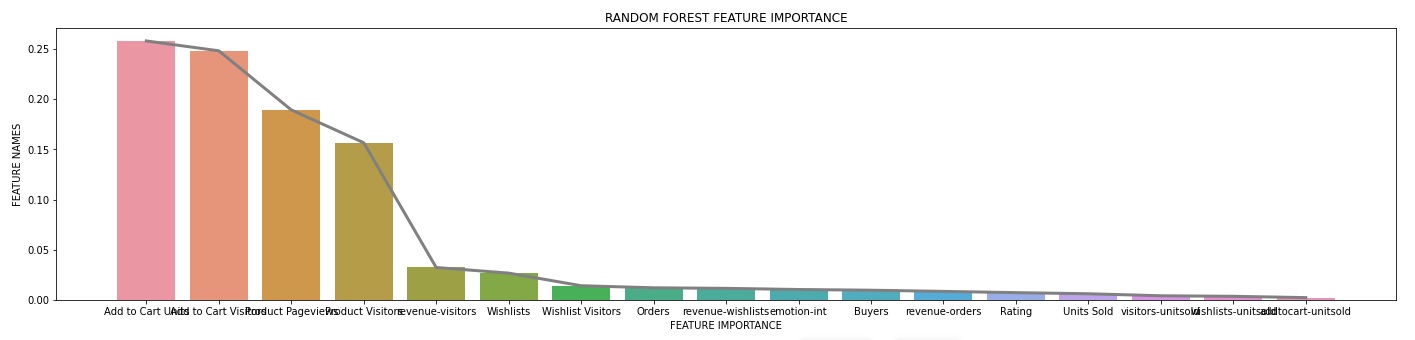 RANDOM FOREST FEATURE IMPORTANCE
FEATURE NAMES
0.25
0.20
0.15
0.10
0.05
0.00
Add to Cart Units Add to Cart Visitors Product Pageviews Product Visitors revenue-visitors Wishlists Wishlist Visitors Orders revenue-wishlists emotion-int Buyers revenue-orders Rating Units Sold visitors-unitsold wishlists-unitsold addtocart-unitsold
FEATURE IMPORTANCE